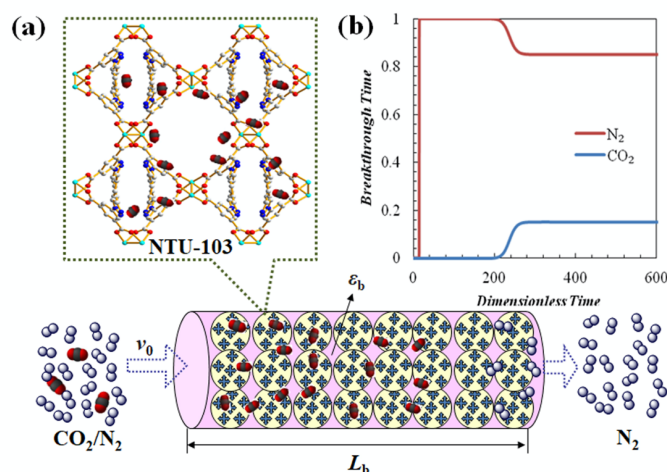 (a)
NTU-103
(b)
Breakthrough Time
1
0.8
0.6
0.4
0.2
0
N₂
CO₂
0 200 400 600
Dimensionless Time
εb
v₀
CO₂/N₂
N₂
Lb